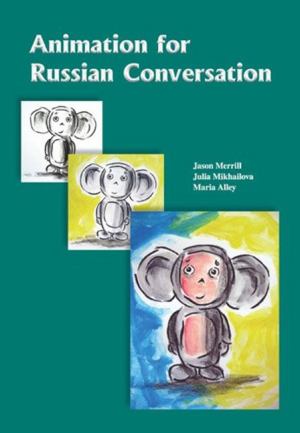 Animation for
Russian Conversation
Jason Merrill
Julia Mikhailova
Maria Alley